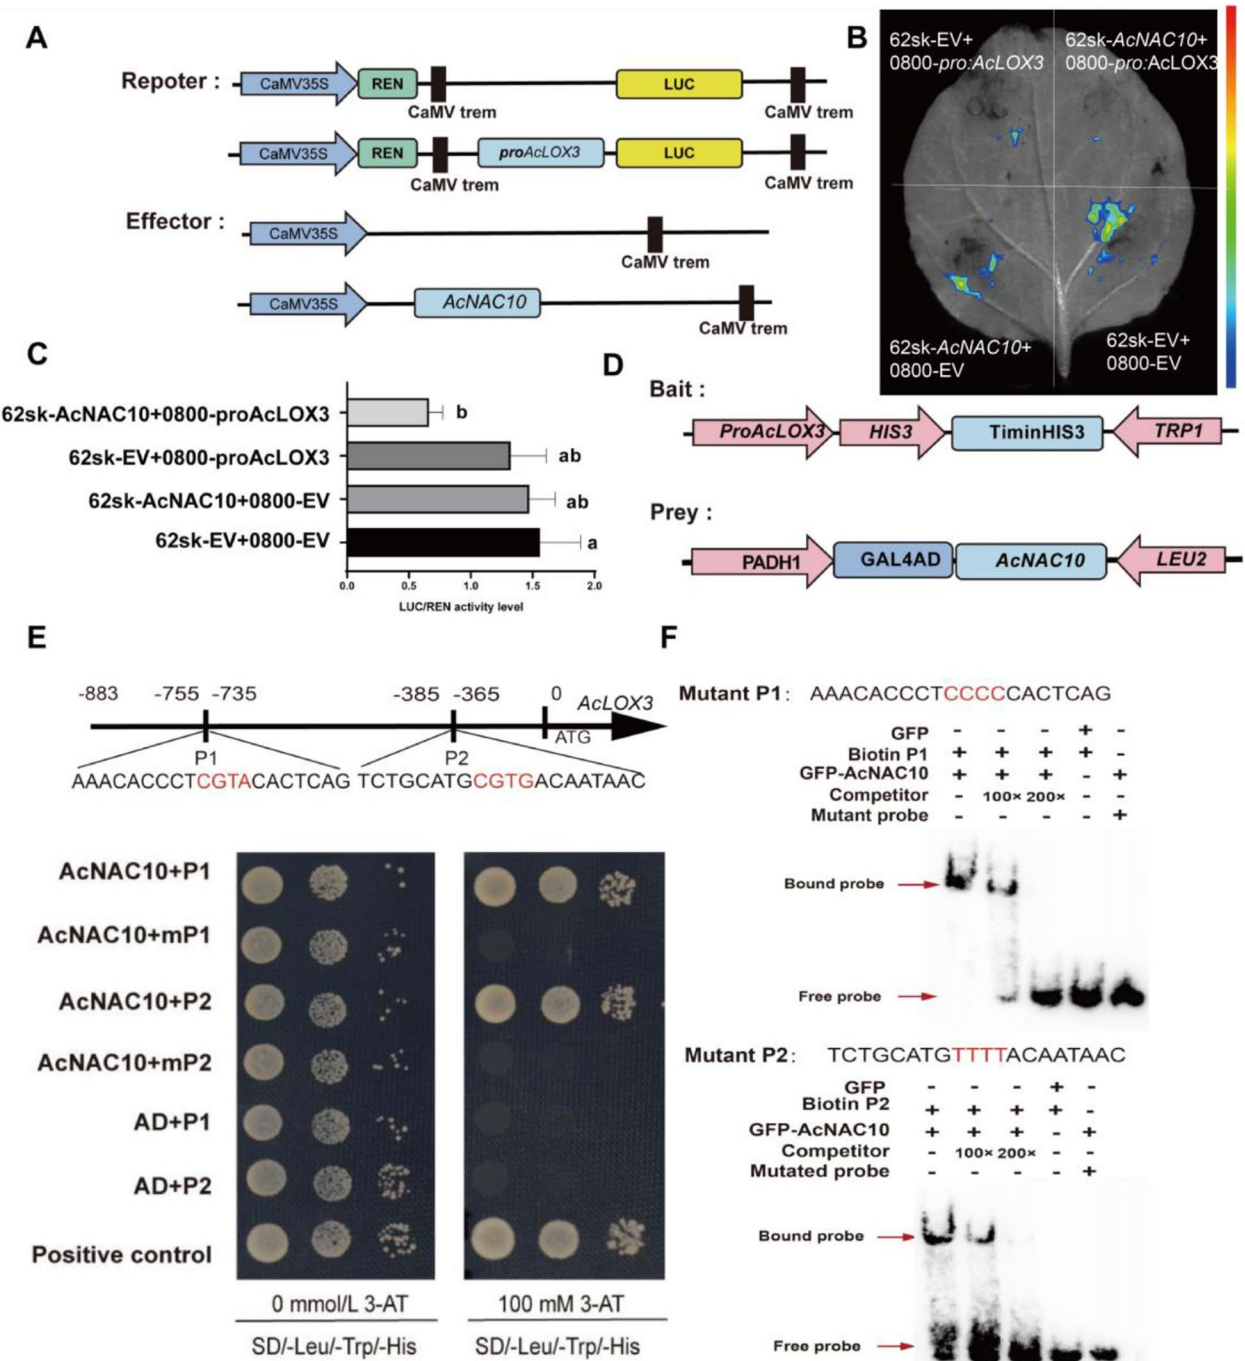 A
Repoter :
CaMV35S
REN
LUC
CaMV trem
CaMV trem
CaMV35S
REN
proAcLOX3
LUC
CaMV trem
CaMV trem
Effector :
CaMV35S
CaMV trem
CaMV35S
AcNAC10
CaMV trem
B
62sk-EV+
0800-pro:AcLOX3
62sk-AcNAC10+
0800-pro:AcLOX3
62sk-AcNAC10+
0800-EV
62sk-EV+
0800-EV
C
62sk-AcNAC10+0800-proAcLOX3
b
62sk-EV+0800-proAcLOX3
ab
62sk-AcNAC10+0800-EV
ab
62sk-EV+0800-EV
a
0.0 0.5 1.0 1.5 2.0
LUC/REN activity level
D
Bait :
ProAcLOX3
HIS3
TiminHIS3
TRP1
Prey :
PADH1
GAL4AD
AcNAC10
LEU2
E
-883 -755 -735 -385 -365 0
AcLOX3
ATG
P1 P2
AAACACCCTCGTACACTCAG TCTGCATGCGTGACAATAAC
AcNAC10+P1
AcNAC10+mP1
AcNAC10+P2
AcNAC10+mP2
AD+P1
AD+P2
Positive control
0 mmol/L 3-AT 100 mM 3-AT
SD/-Leu/-Trp/-His SD/-Leu/-Trp/-His
F
Mutant P1: AAACACCCTCCCCCACTCAG
GFP - - - + -
Biotin P1 + + + + -
GFP-AcNAC10 + + + - +
Competitor - 100× 200× - -
Mutant probe - - - - +
Bound probe
Free probe
Mutant P2: TCTGCATGTTTTACAATAAC
GFP - - - + -
Biotin P2 + + + + -
GFP-AcNAC10 + + + - +
Competitor - 100× 200× - -
Mutated probe - - - - +
Bound probe
Free probe